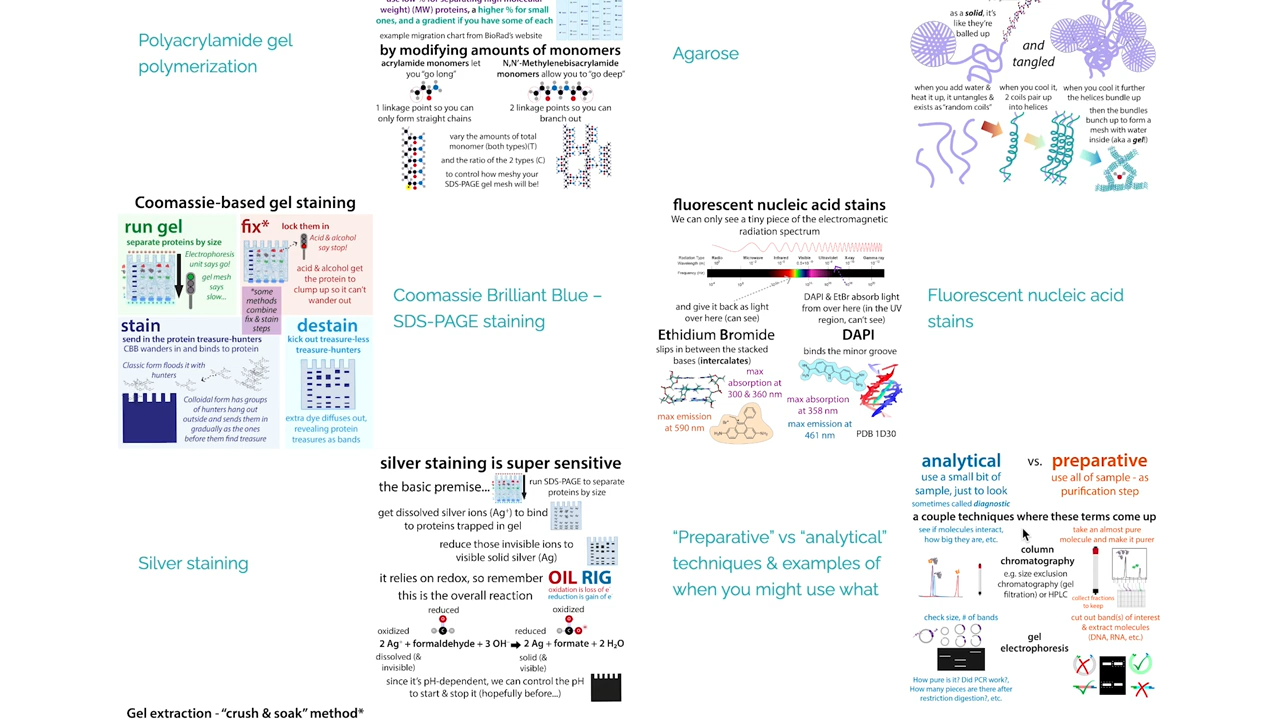 Polyacrylamide gel
polymerization
weight) (MW) proteins, a higher % for small
ones, and a gradient if you have some of each
example migration chart from BioRad's website
by modifying amounts of monomers
acrylamide monomers let
you "go long"
N,N'-Methylenebisacrylamide
monomers allow you to "go deep"
1 linkage point so you can
only form straight chains
2 linkage points so you can
branch out
vary the amounts of total
monomer (both types)(T)
and the ratio of the 2 types (C)
to control how meshy your
SDS-PAGE gel mesh will be!
Agarose
as a solid, it's
like they're
balled up
and
tangled
when you add water &
heat it up, it untangles &
exists as "random coils"
when you cool it,
2 coils pair up
into helices
when you cool it further
the helices bundle up
then the bundles
bunch up to form a
mesh with water
inside (aka a gel!)
Coomassie-based gel staining
run gel
separate proteins by size
Electrophoresis
unit says go!
gel mesh
says
slow...
fix*
lock them in
Acid & alcohol
say stop!
acid & alcohol get
the protein to
clump up so it can't
wander out
*some
methods
combine
fix & stain
steps
stain
send in the protein treasure-hunters
CBB wanders in and binds to protein
Classic form floods it with
hunters
Colloidal form has groups
of hunters hang out
outside and sends them in
gradually as the ones
before them find treasure
destain
kick out treasure-less
treasure-hunters
extra dye diffuses out,
revealing protein
treasures as bands
Coomassie Brilliant Blue –
SDS-PAGE staining
fluorescent nucleic acid stains
We can only see a tiny piece of the electromagnetic
radiation spectrum
Radiation Type
Radio
Microwave
Infrared
Visible
Ultraviolet
X-ray
Gamma ray
Wavelength (m)
Frequency (Hz)
and give it back as light
over here (can see)
DAPI & EtBr absorb light
from over here (in the UV
region, can't see)
Ethidium Bromide
slips in between the stacked
bases (intercalates)
max
absorption at
300 & 360 nm
max emission
at 590 nm
DAPI
binds the minor groove
max absorption
at 358 nm
max emission at
461 nm
PDB 1D30
Fluorescent nucleic acid
stains
Silver staining
silver staining is super sensitive
the basic premise...
run SDS-PAGE to separate
proteins by size
get dissolved silver ions (Ag⁺) to bind
to proteins trapped in gel
reduce those invisible ions to
visible solid silver (Ag)
it relies on redox, so remember
OIL RIG
oxidation is loss of e⁻
reduction is gain of e⁻
this is the overall reaction
reduced
oxidized
oxidized
reduced
2 Ag⁺ + formaldehyde + 3 OH⁻ → 2 Ag + formate + 2 H₂O
dissolved (&
invisible)
solid (&
visible)
since it's pH-dependent, we can control the pH
to start & stop it (hopefully before...)
"Preparative" vs "analytical"
techniques & examples of
when you might use what
analytical
vs.
preparative
use a small bit of
sample, just to look
sometimes called diagnostic
use all of sample - as
purification step
a couple techniques where these terms come up
see if molecules interact,
how big they are, etc.
take an almost pure
molecule and make it purer
column
chromatography
e.g. size exclusion
chromatography (gel
filtration) or HPLC
collect fractions
to keep
check size, # of bands
cut out band(s) of interest
& extract molecules
(DNA, RNA, etc.)
gel
electrophoresis
How pure is it? Did PCR work?,
How many pieces are there after
restriction digestion?, etc.
Gel extraction - "crush & soak" method*